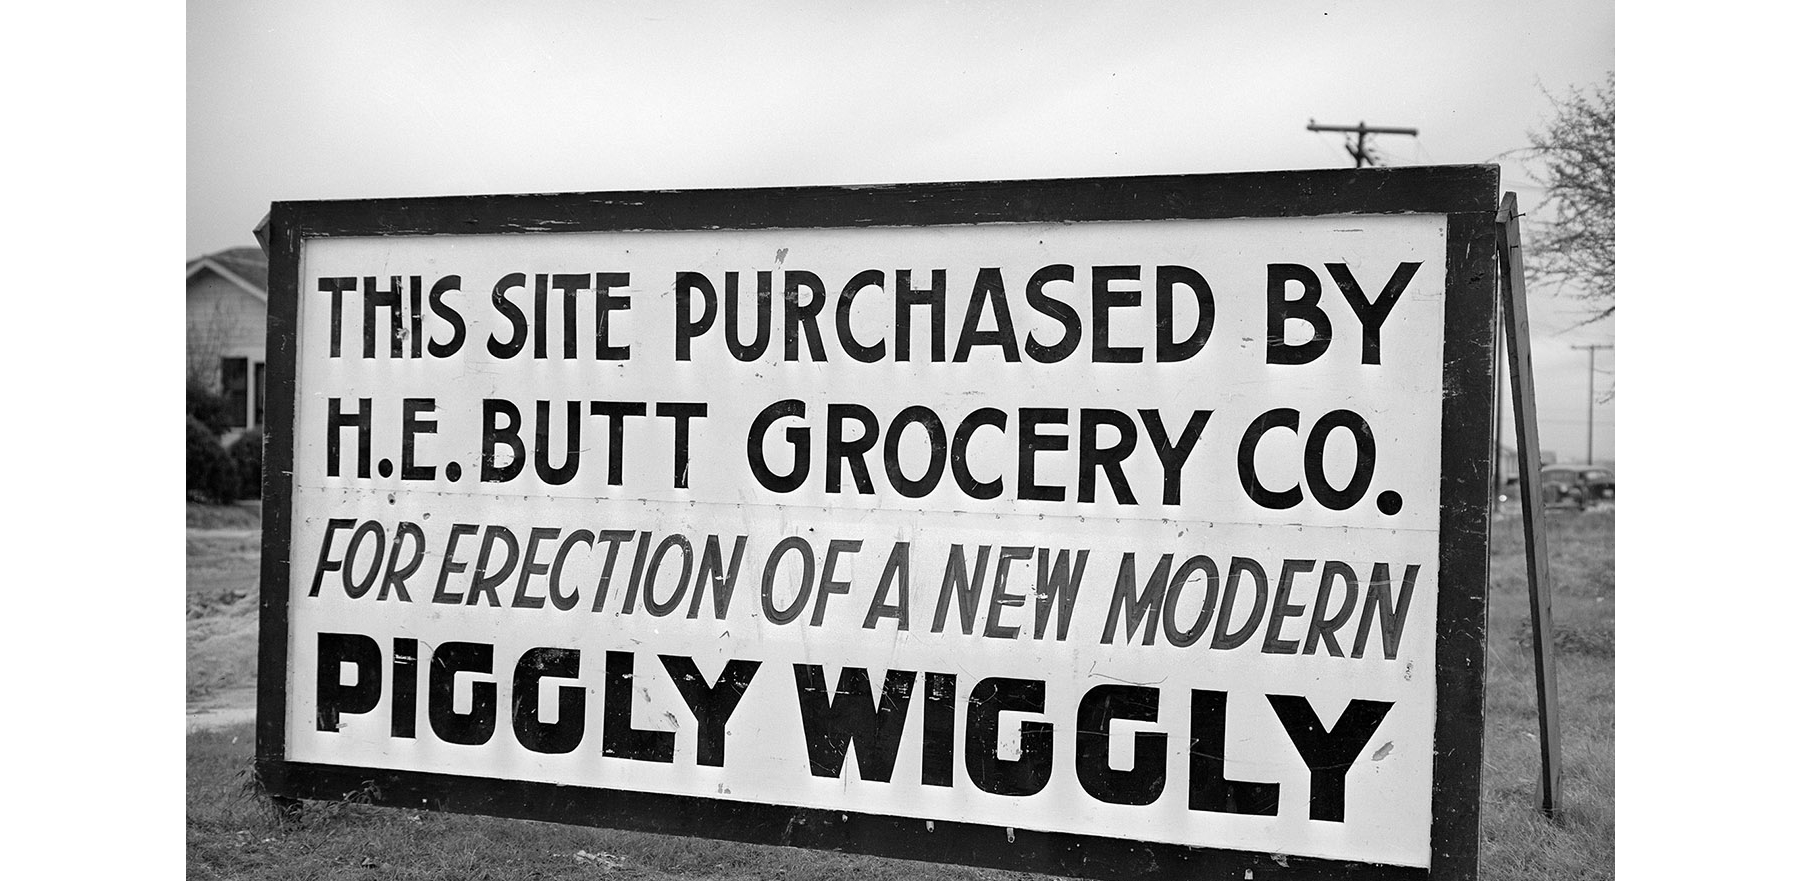 THIS SITE PURCHASED BY
H.E. BUTT GROCERY CO.
FOR ERECTION OF A NEW MODERN
PIGGLY WIGGLY